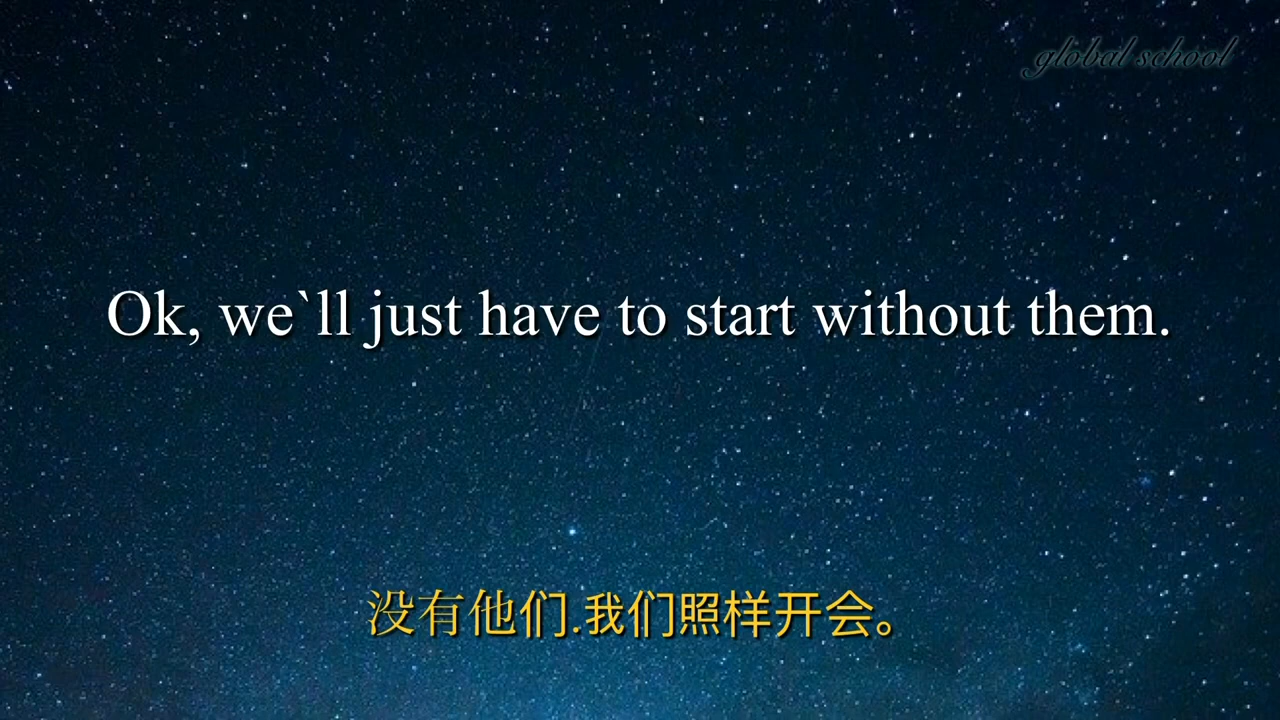 global school
Ok, we`ll just have to start without them.
没有他们.我们照样开会。